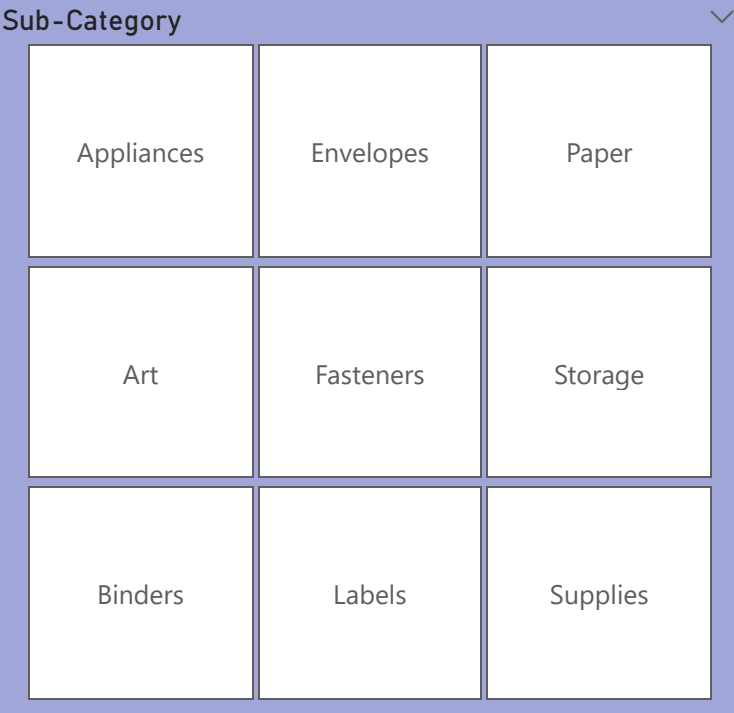 Sub-Category
Appliances
Envelopes
Paper
Art
Fasteners
Storage
Binders
Labels
Supplies